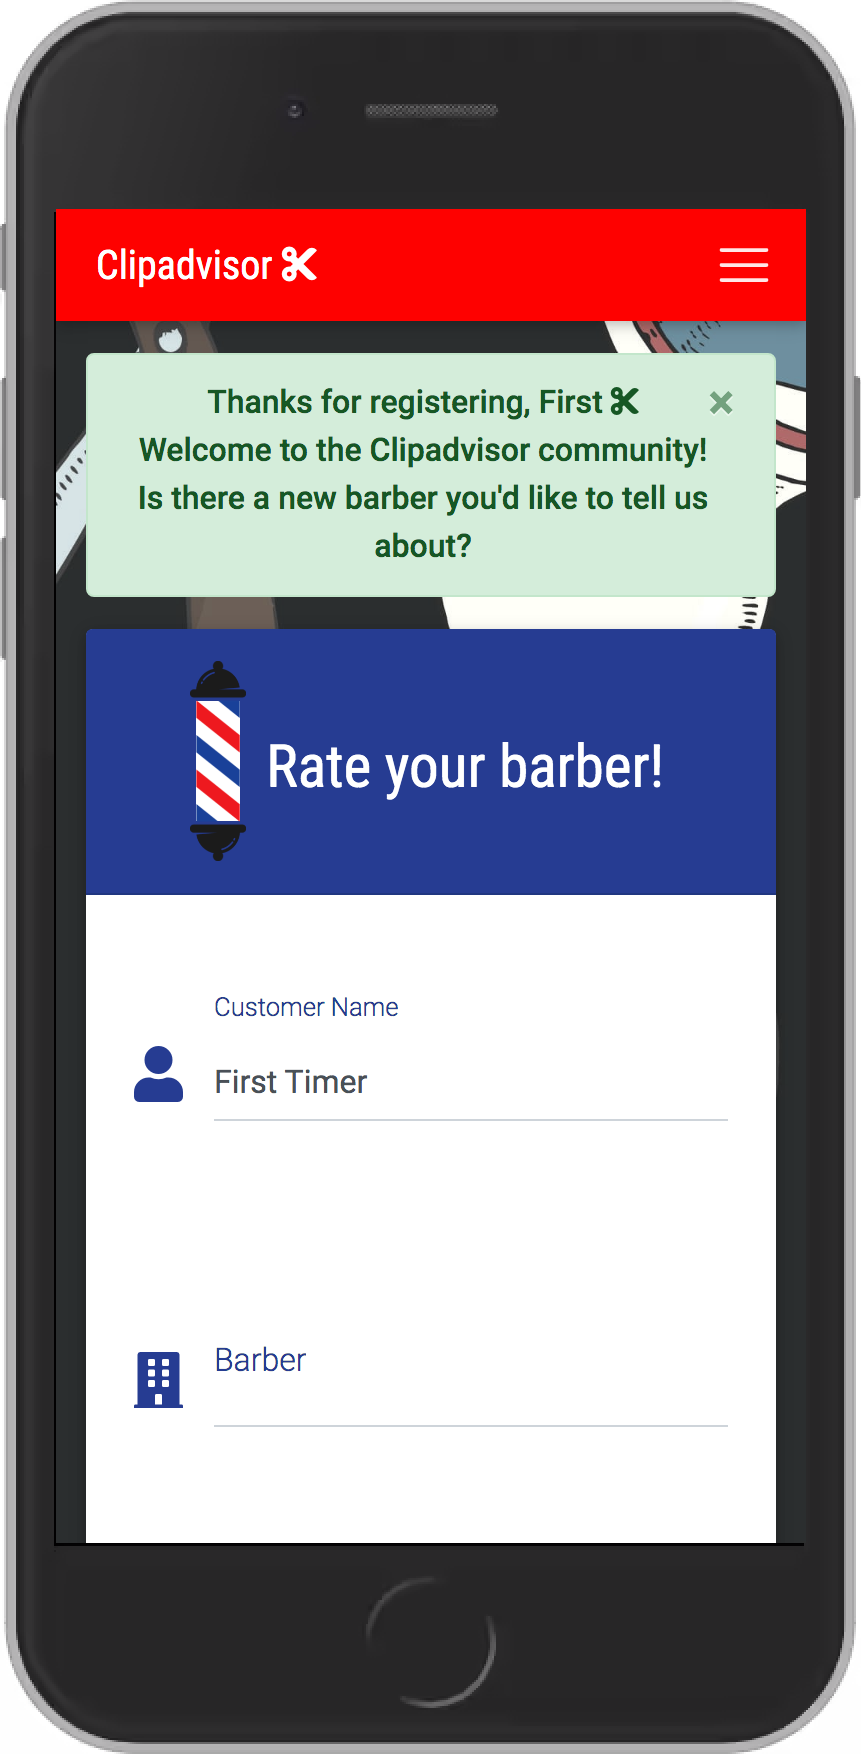 Clipadvisor
Thanks for registering, First
Welcome to the Clipadvisor community!
Is there a new barber you'd like to tell us
about?
Rate your barber!
Customer Name
First Timer
Barber